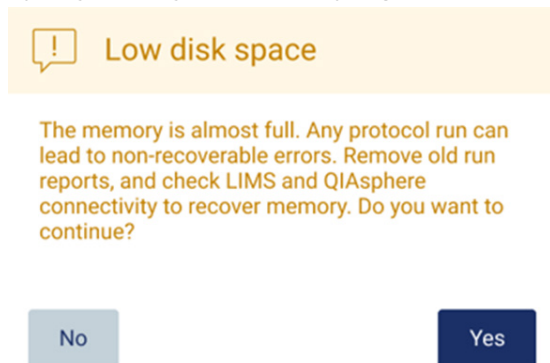 !
Low disk space
The memory is almost full. Any protocol run can
lead to non-recoverable errors. Remove old run
reports, and check LIMS and QIAsphere
connectivity to recover memory. Do you want to
continue?
No
Yes